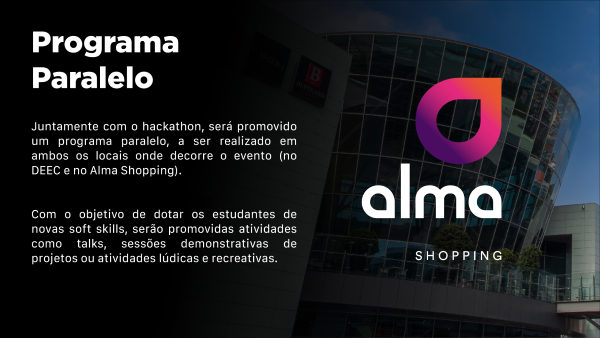 Programa
Paralelo
Juntamente com o hackathon, será promovido
um programa paralelo, a ser realizado em
ambos os locais onde decorre o evento (no
DEEC e no Alma Shopping).
Com o objetivo de dotar os estudantes de
novas soft skills, serão promovidas atividades
como talks, sessões demonstrativas de
projetos ou atividades lúdicas e recreativas.
alma
SHOPPING